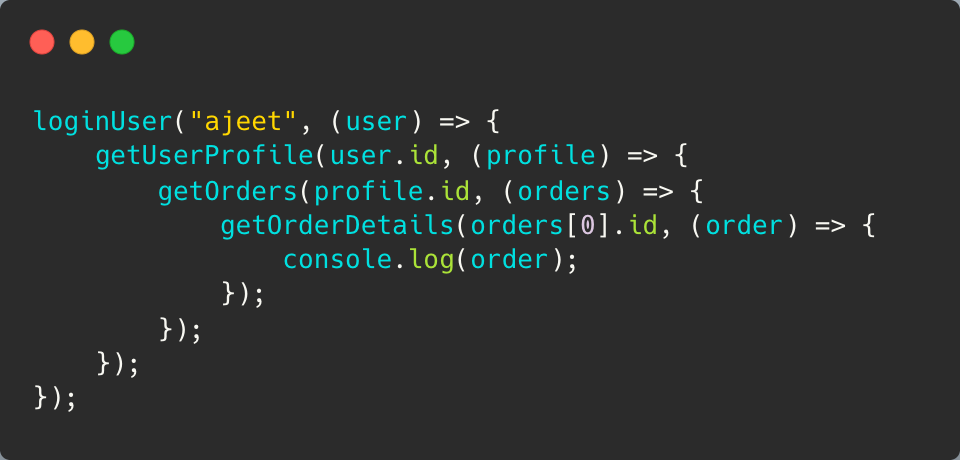 loginUser("ajeet", (user) => {
    getUserProfile(user.id, (profile) => {
        getOrders(profile.id, (orders) => {
            getOrderDetails(orders[0].id, (order) => {
                console.log(order);
            });
        });
    });
});